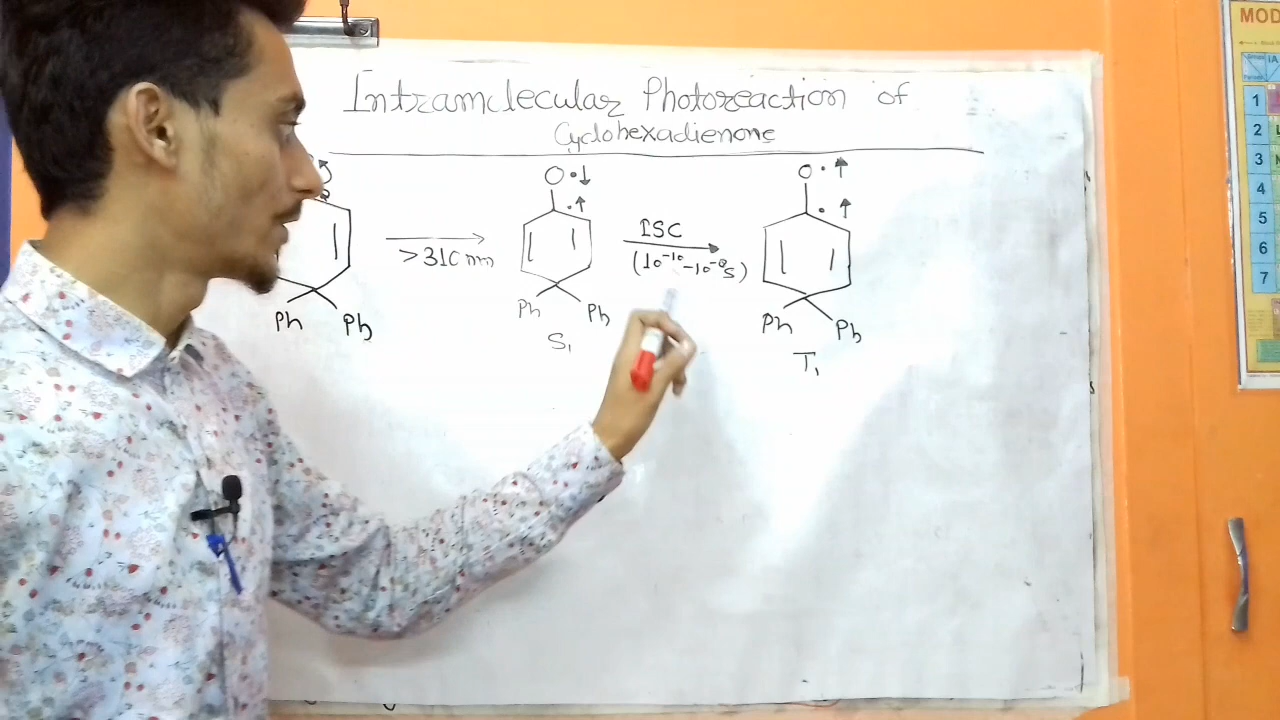 Intramolecular Photoreaction of
Cyclohexadienone
O
O • ↓
• ↑
O • ↑
• ↑
>310 nm
ISC
(10⁻¹⁰-10⁻⁸s)
Ph Ph
Ph Ph
Ph Ph
S₁
T₁
MOD
IA
1
2
3
4
5
6
7